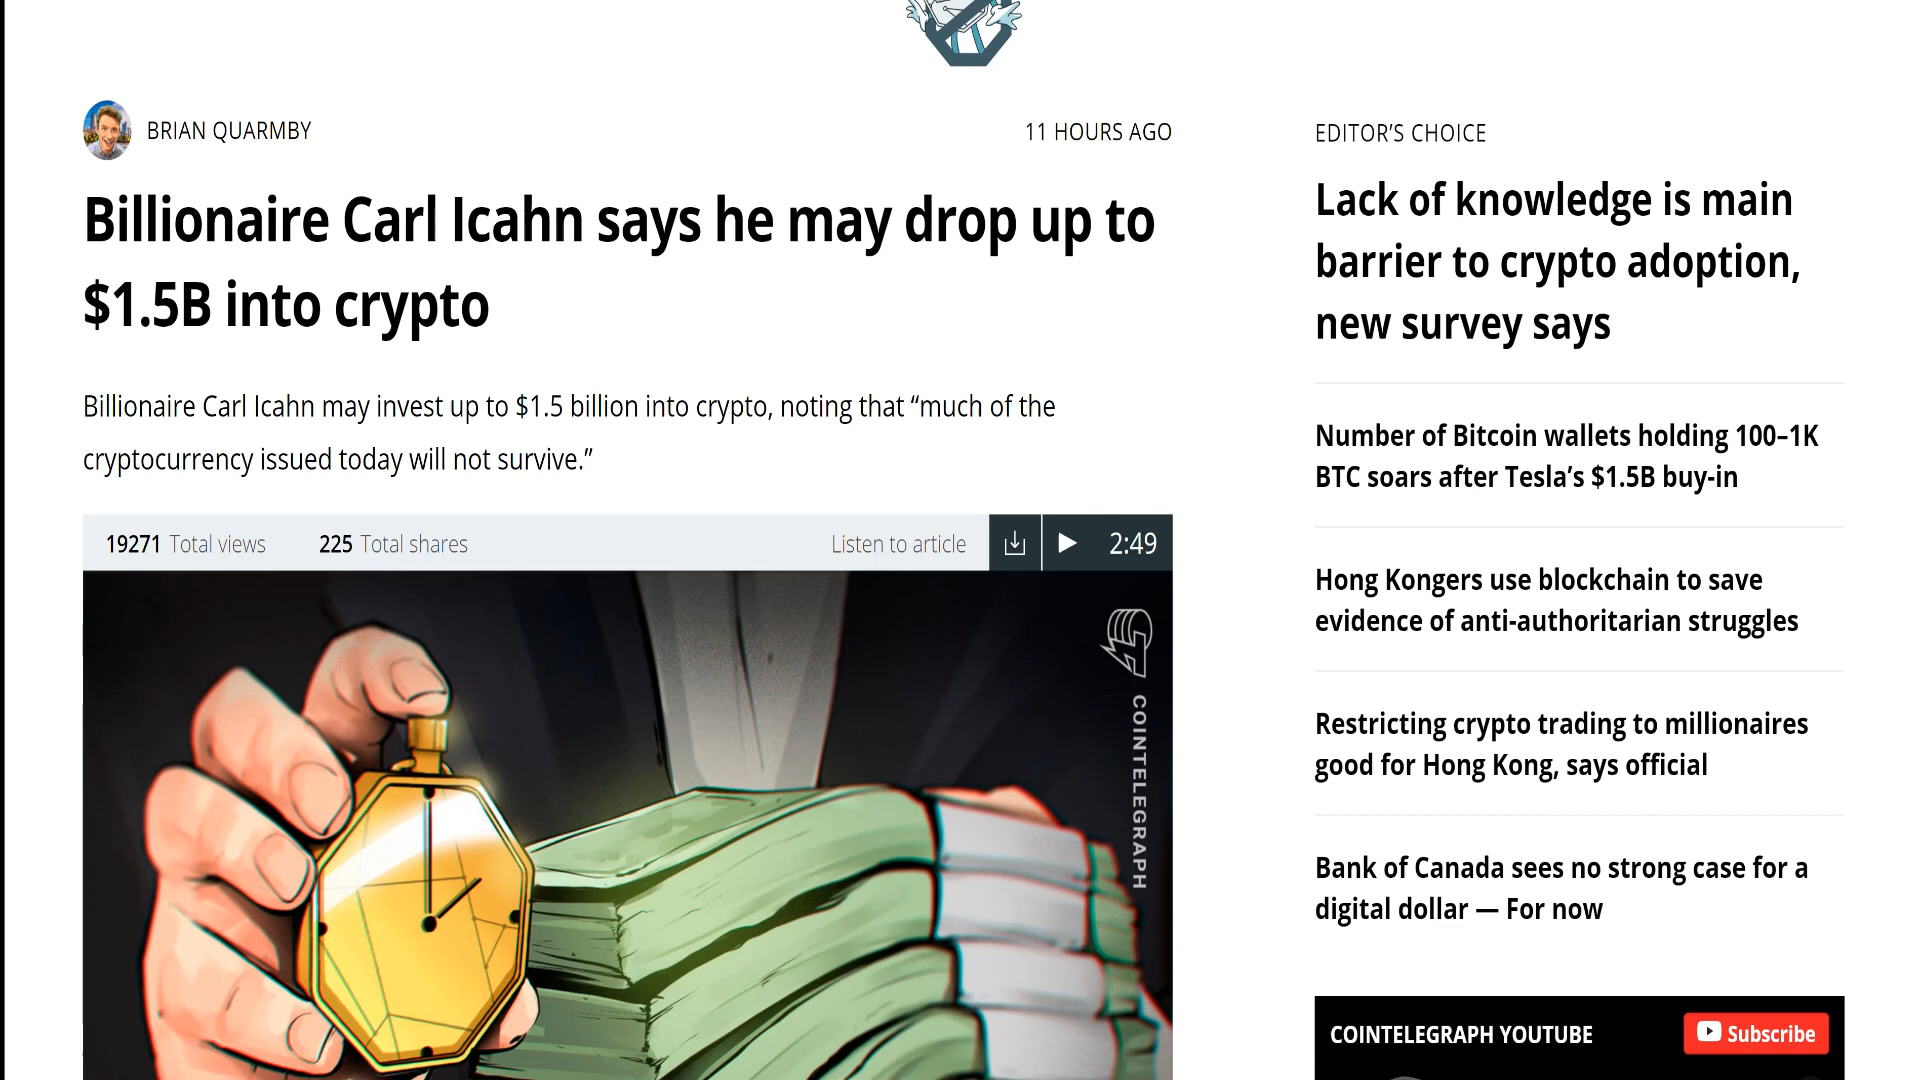 BRIAN QUARMBY
11 HOURS AGO
Billionaire Carl Icahn says he may drop up to
$1.5B into crypto
Billionaire Carl Icahn may invest up to $1.5 billion into crypto, noting that “much of the
cryptocurrency issued today will not survive.”
19271 Total views
225 Total shares
Listen to article
2:49
COINTELEGRAPH
EDITOR’S CHOICE
Lack of knowledge is main
barrier to crypto adoption,
new survey says
Number of Bitcoin wallets holding 100–1K
BTC soars after Tesla’s $1.5B buy-in
Hong Kongers use blockchain to save
evidence of anti-authoritarian struggles
Restricting crypto trading to millionaires
good for Hong Kong, says official
Bank of Canada sees no strong case for a
digital dollar — For now
COINTELEGRAPH YOUTUBE
Subscribe